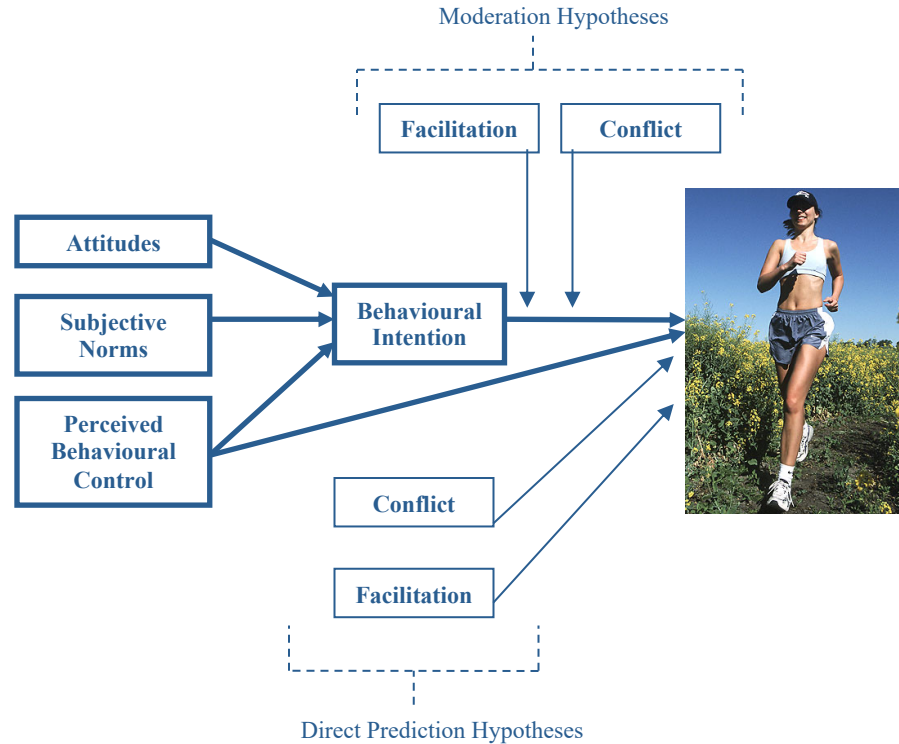 Moderation Hypotheses
Facilitation
Conflict
Attitudes
Subjective
Norms
Perceived
Behavioural
Control
Behavioural
Intention
Conflict
Facilitation
Direct Prediction Hypotheses